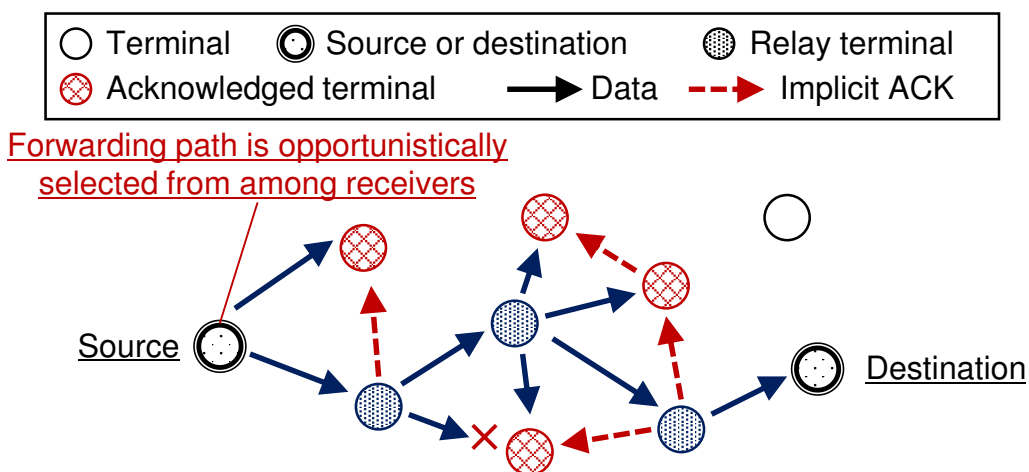 Terminal Source or destination Relay terminal
Acknowledged terminal Data Implicit ACK
Forwarding path is opportunistically
selected from among receivers
Source
Destination